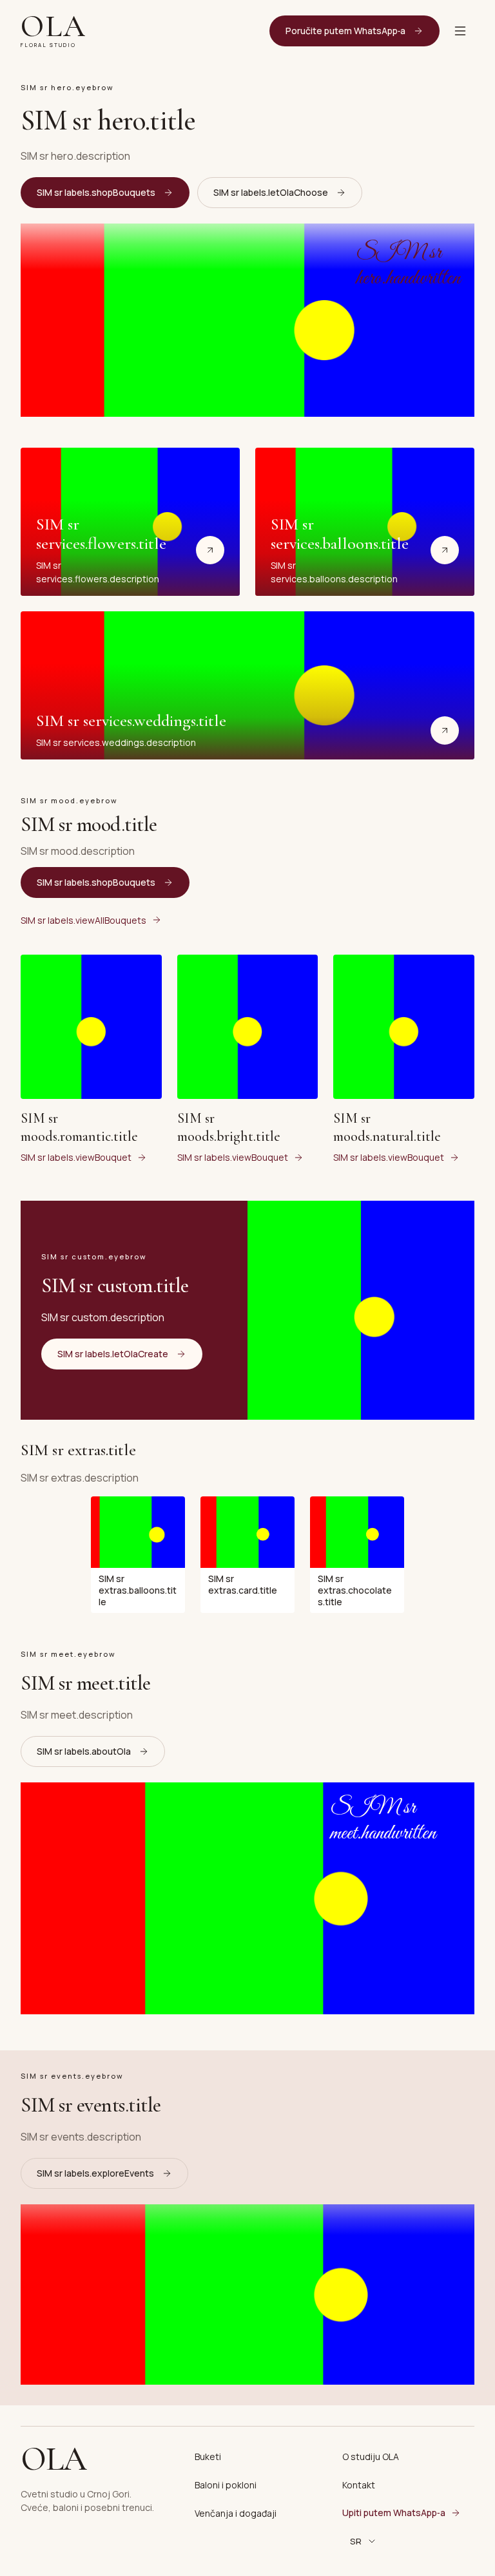 OLA
FLORAL STUDIO
Poručite putem WhatsApp-a
SIM sr hero.eyebrow
SIM sr hero.title
SIM sr hero.description
SIM sr labels.shopBouquets
SIM sr labels.letOlaChoose
SIM sr
hero.handwritten
SIM sr
services.flowers.title
SIM sr
services.flowers.description
SIM sr
services.balloons.title
SIM sr
services.balloons.description
SIM sr services.weddings.title
SIM sr services.weddings.description
SIM sr mood.eyebrow
SIM sr mood.title
SIM sr mood.description
SIM sr labels.shopBouquets
SIM sr labels.viewAllBouquets
SIM sr
moods.romantic.title
SIM sr labels.viewBouquet
SIM sr
moods.bright.title
SIM sr labels.viewBouquet
SIM sr
moods.natural.title
SIM sr labels.viewBouquet
SIM sr custom.eyebrow
SIM sr custom.title
SIM sr custom.description
SIM sr labels.letOlaCreate
SIM sr extras.title
SIM sr extras.description
SIM sr
extras.balloons.tit
le
SIM sr
extras.card.title
SIM sr
extras.chocolate
s.title
SIM sr meet.eyebrow
SIM sr meet.title
SIM sr meet.description
SIM sr labels.aboutOla
SIM sr
meet.handwritten
SIM sr events.eyebrow
SIM sr events.title
SIM sr events.description
SIM sr labels.exploreEvents
OLA
Cvetni studio u Crnoj Gori.
Cveće, baloni i posebni trenuci.
Buketi
Baloni i pokloni
Venčanja i događaji
O studiju OLA
Kontakt
Upiti putem WhatsApp-a
SR